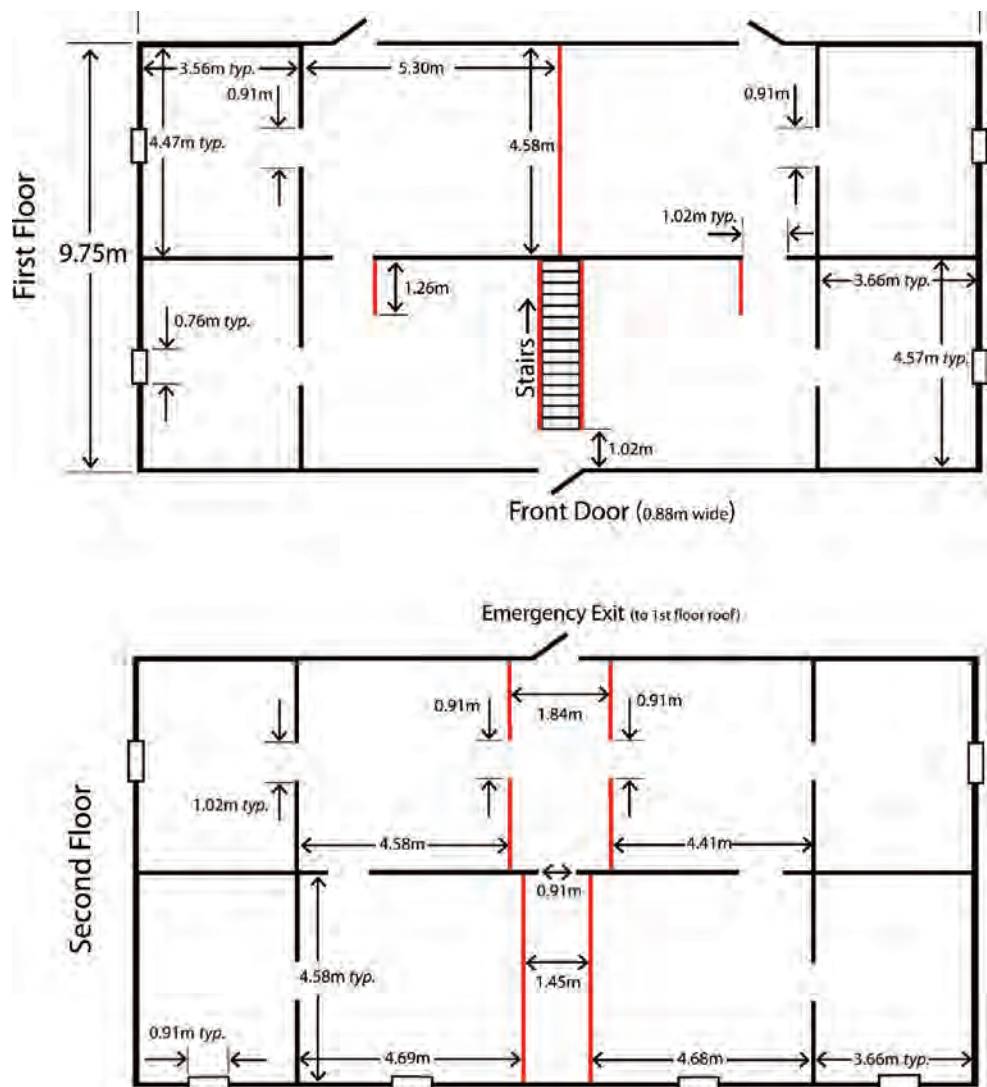 First Floor
3.56m typ.
5.30m
0.91m
0.91m
4.47m typ.
4.58m
9.75m
1.02m typ.
1.26m
3.66m typ.
0.76m typ.
Stairs
4.57m typ.
1.02m
Front Door (0.88m wide)
Emergency Exit (to 1st floor roof)
Second Floor
0.91m
1.84m
0.91m
1.02m typ.
4.58m
4.41m
0.91m
4.58m typ.
1.45m
0.91m typ.
4.69m
4.68m
3.66m typ.